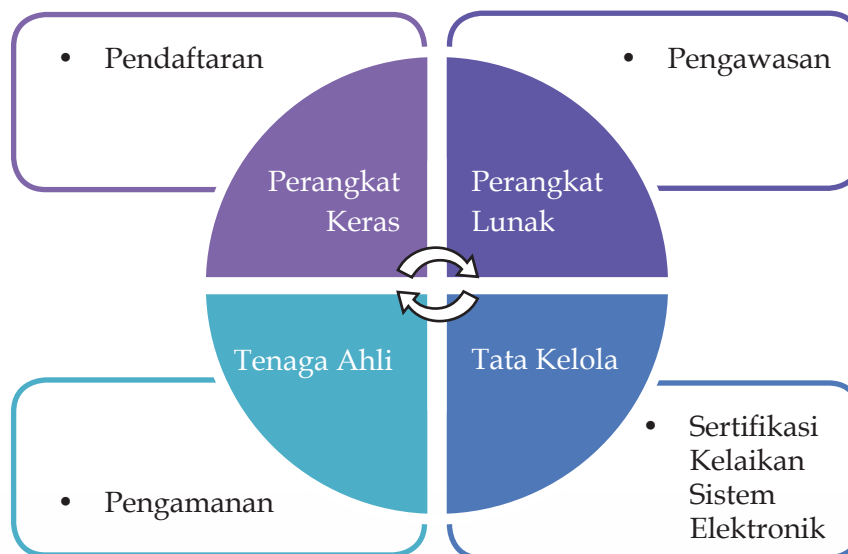 • Pendaftaran
• Pengawasan
Perangkat
Keras
Perangkat
Lunak
Tenaga Ahli
Tata Kelola
• Pengamanan
• Sertifikasi
Kelaikan
Sistem
Elektronik